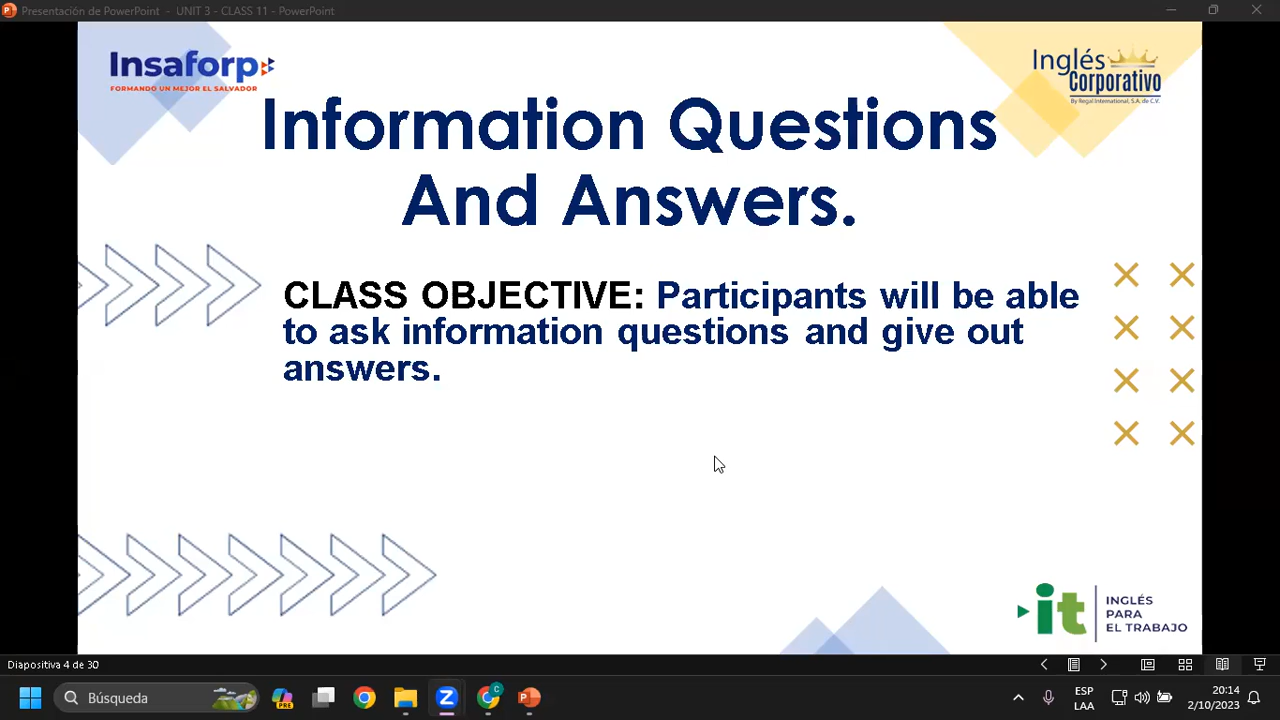 Presentación de PowerPoint - UNIT 3 - CLASS 11 - PowerPoint
Insaforp
FORMANDO UN MEJOR EL SALVADOR
Inglés
Corporativo
By Regal International, S.A. de C.V.
Information Questions
And Answers.
CLASS OBJECTIVE: Participants will be able
to ask information questions and give out
answers.
it
INGLÉS
PARA
EL TRABAJO
Diapositiva 4 de 30
Búsqueda
PRE
Z
C
ESP
LAA
20:14
2/10/2023